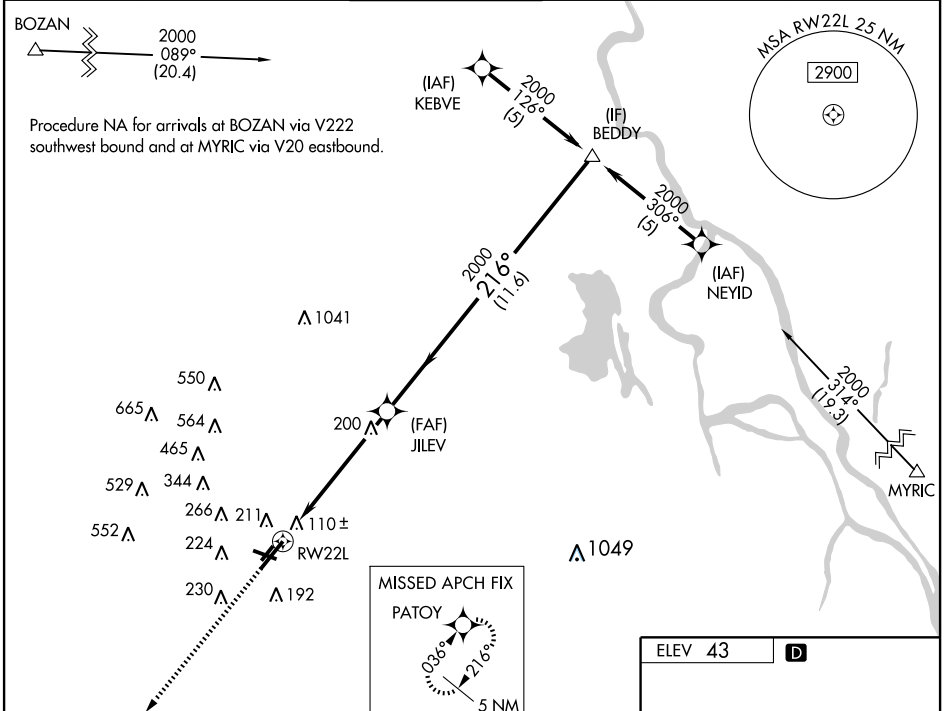 BOZAN
2000
089°
(20.4)
Procedure NA for arrivals at BOZAN via V222
southwest bound and at MYRIC via V20 eastbound.
(IAF)
KEBVE
2000
126°
(5)
(IF)
BEDDY
MSA RW22L 25 NM
2900
2000
306°
(5)
(IAF)
NEYID
2000
216°
(11.6)
1041
550
665
564
465
529
344
266
211
110±
552
224
RW22L
230
192
200
(FAF)
JILEV
2000
314°
(19.3)
MYRIC
1049
MISSED APCH FIX
PATOY
036°
216°
5 NM
ELEV 43
D